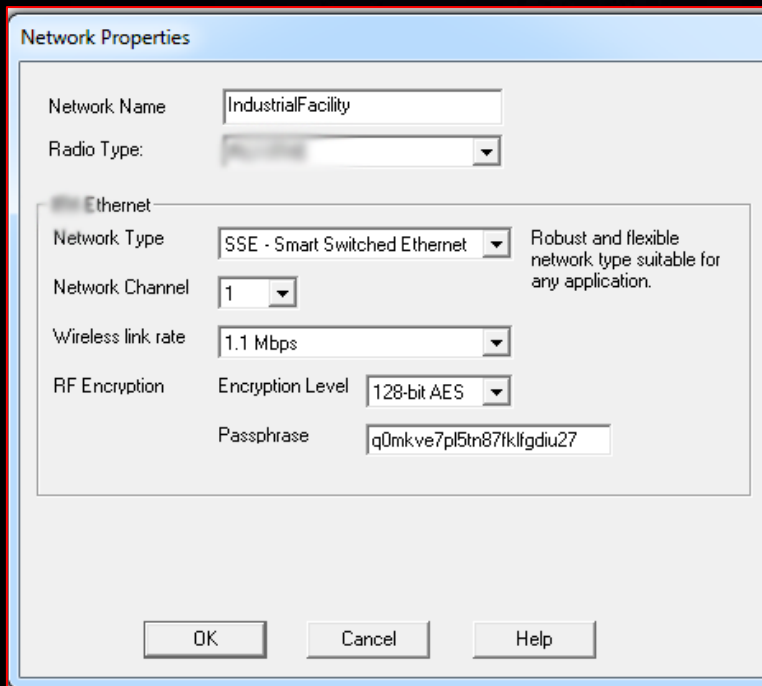 Network Properties
Network Name
IndustrialFacility
Radio Type:
Ethernet
Network Type
SSE - Smart Switched Ethernet
Robust and flexible
network type suitable for
any application.
Network Channel
1
Wireless link rate
1.1 Mbps
RF Encryption
Encryption Level
128-bit AES
Passphrase
q0mkve7pl5tn87fklfgdiu27
OK
Cancel
Help